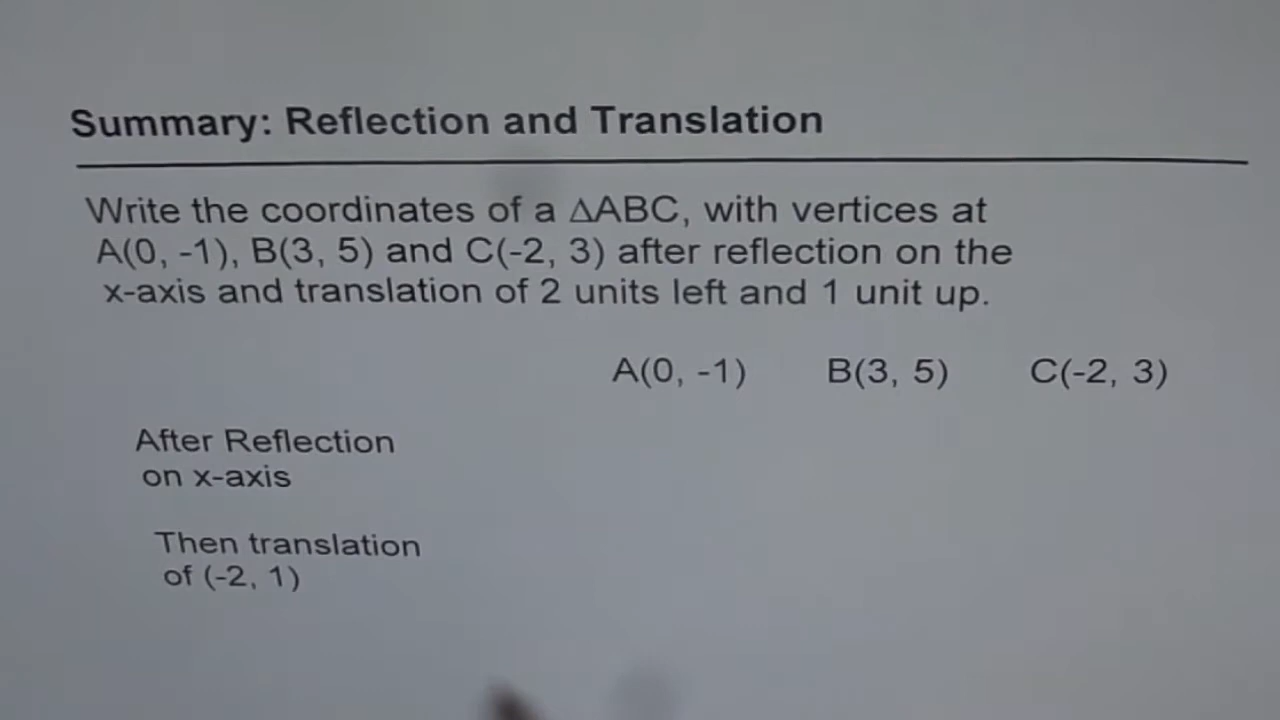 Summary: Reflection and Translation
Write the coordinates of a ΔABC, with vertices at
A(0, -1), B(3, 5) and C(-2, 3) after reflection on the
x-axis and translation of 2 units left and 1 unit up.
A(0, -1) B(3, 5) C(-2, 3)
After Reflection
on x-axis
Then translation
of (-2, 1)